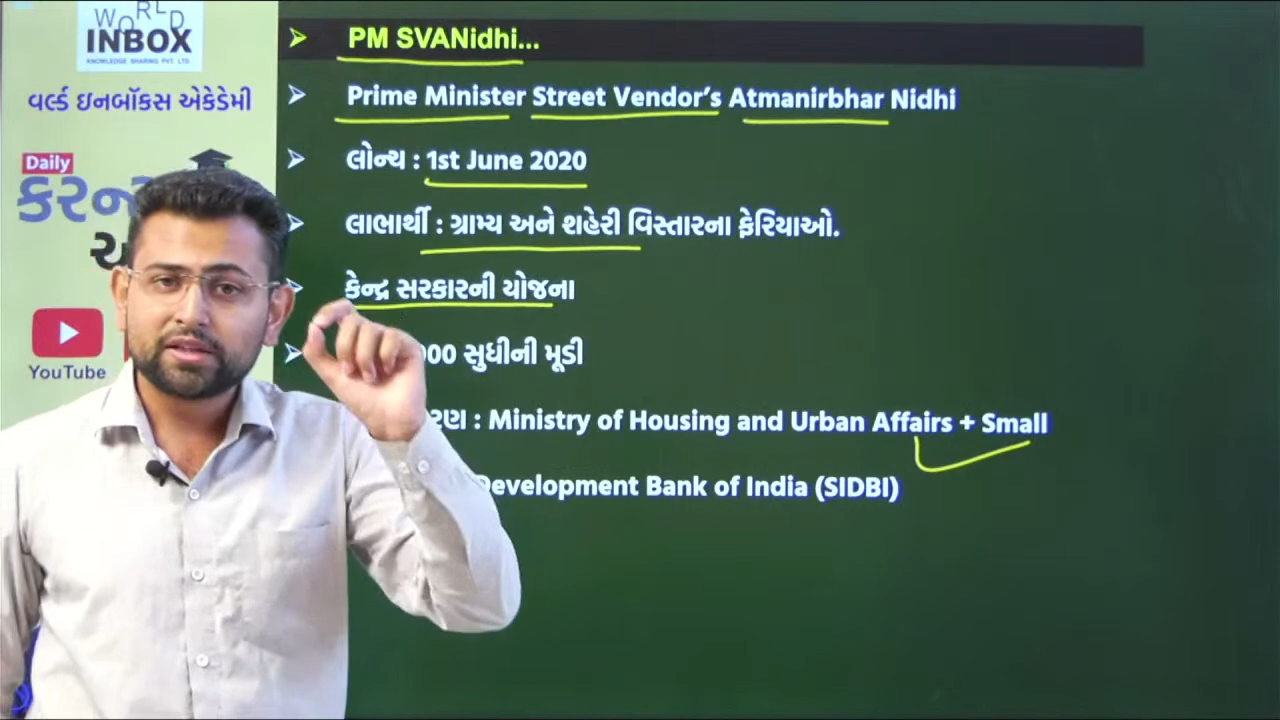 WORLD
INBOX
KNOWLEDGE SHARING PVT. LTD.
વર્લ્ડ ઇનબૉક્સ એકેડેમી
Daily
YouTube
PM SVANidhi...
Prime Minister Street Vendor's Atmanirbhar Nidhi
લોન્ચ : 1st June 2020
લાભાર્થી : ગ્રામ્ય અને શહેરી વિસ્તારના ફેરિયાઓ.
કેન્દ્ર સરકારની યોજના
000 સુધીની મૂડી
: Ministry of Housing and Urban Affairs + Small
Development Bank of India (SIDBI)